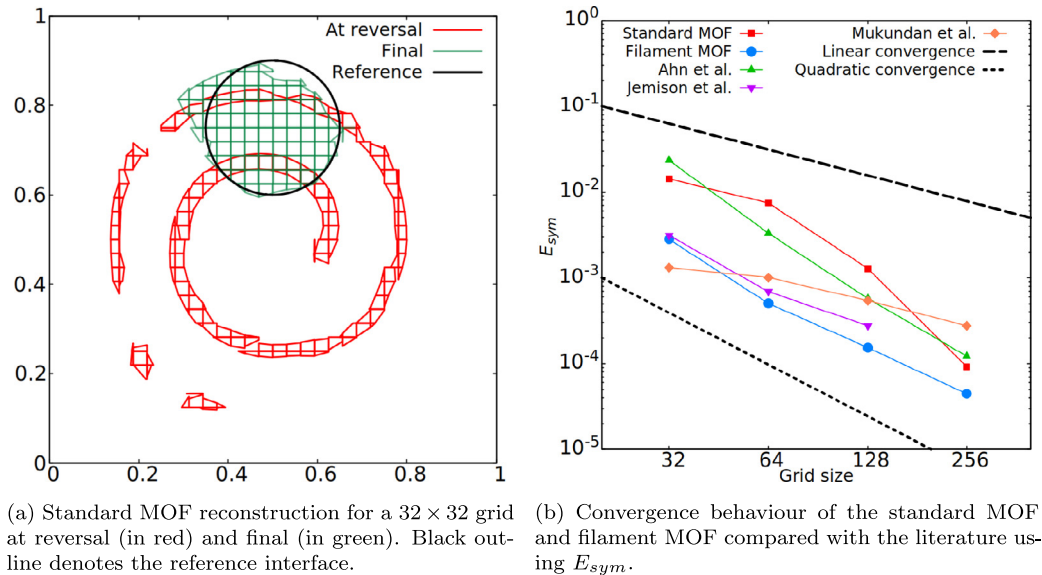 1
0.8
0.6
0.4
0.2
0
0
0.2
0.4
0.6
0.8
1
At reversal
Final
Reference
10^0
10^-1
10^-2
10^-3
10^-4
10^-5
E_sym
32
64
128
256
Grid size
Standard MOF
Filament MOF
Ahn et al.
Jemison et al.
Mukundan et al.
Linear convergence
Quadratic convergence
(a) Standard MOF reconstruction for a 32 × 32 grid
at reversal (in red) and final (in green). Black out-
line denotes the reference interface.
(b) Convergence behaviour of the standard MOF
and filament MOF compared with the literature us-
ing E_sym.